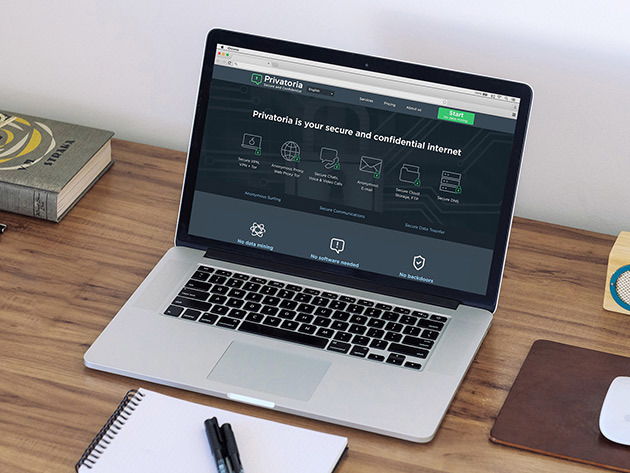 Privatoria
Secure and Confidential
English
Services
Pricing
About us
Start
Privatoria is your secure and confidential internet
Secure VPN,
VPN + Tor
Anonymous Proxy
Web Proxy Tor
Secure Chats,
Voice & Video Calls
Anonymous
E-mail
Secure Cloud
Storage, FTP
Secure DNS
Anonymous Surfing
Secure Communications
Secure Data Transfer
No data mining
No software needed
No backdoors